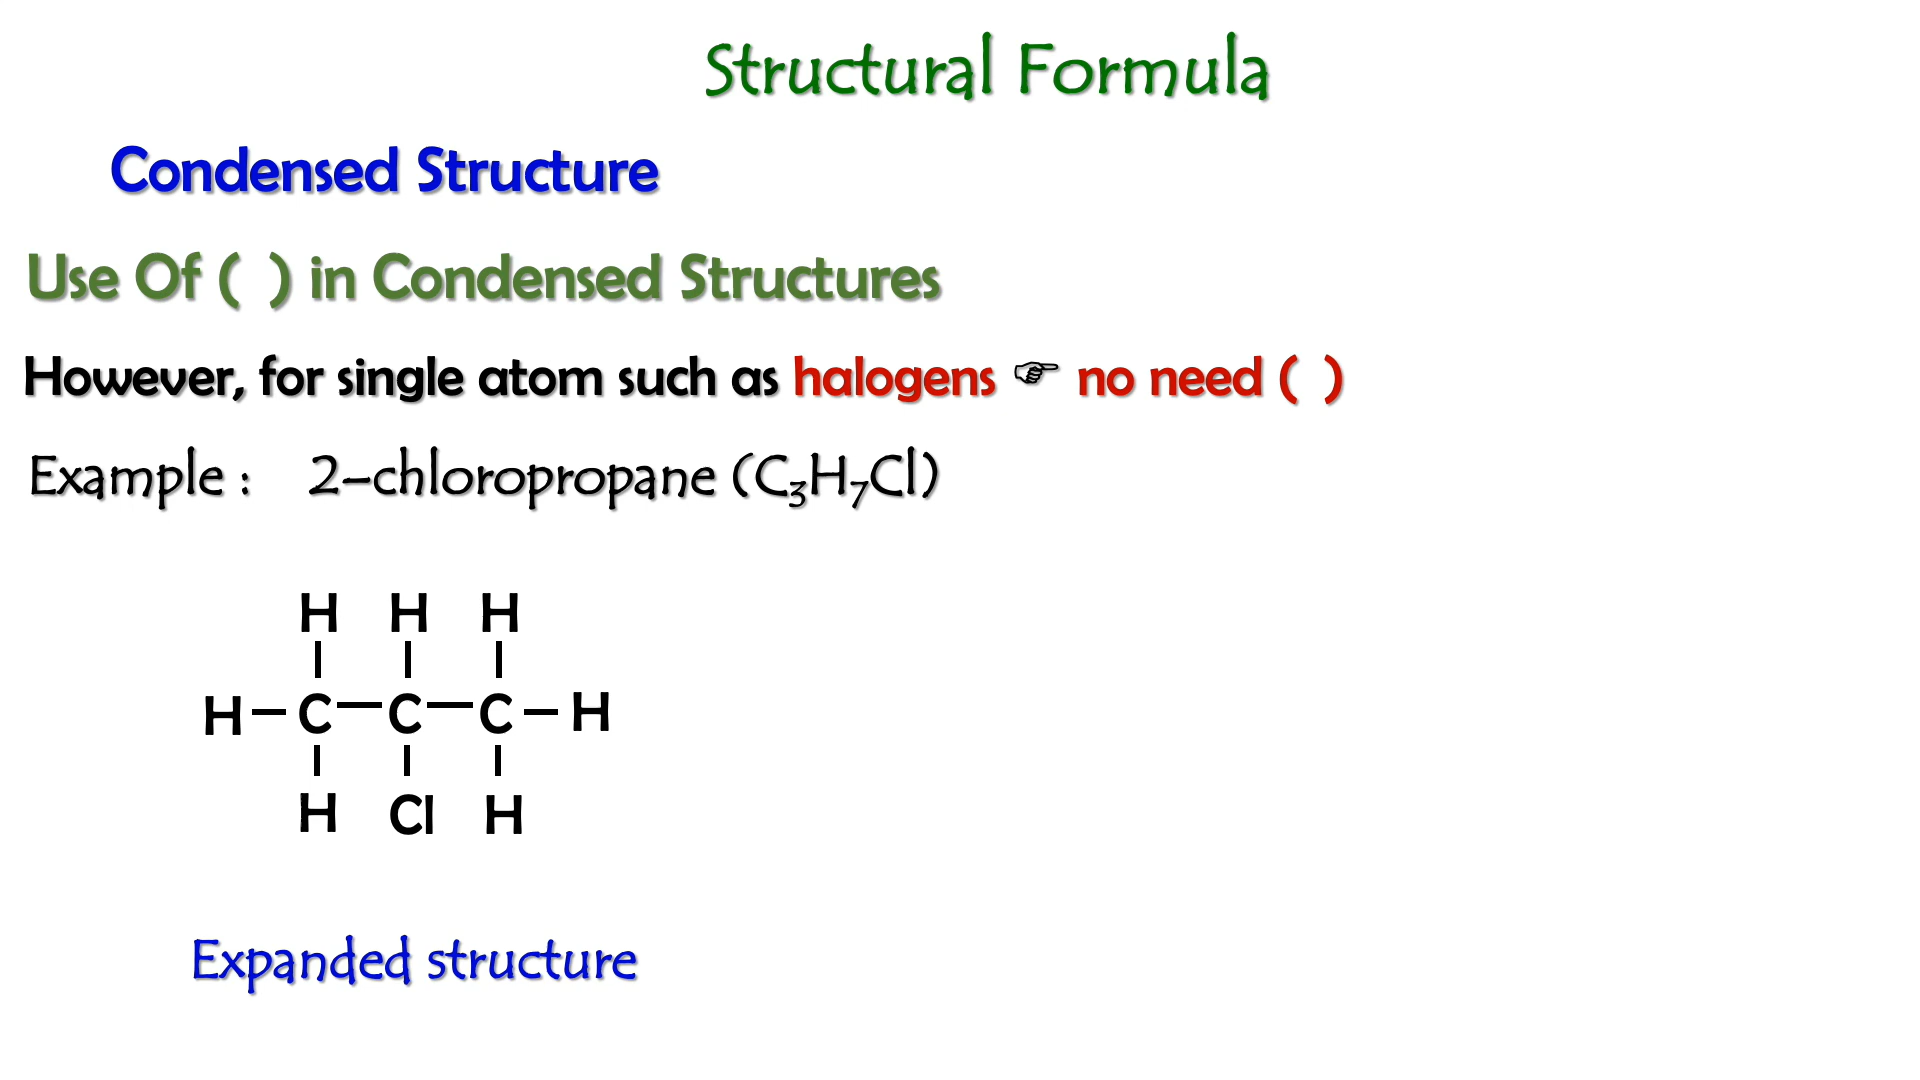 Structural Formula
Condensed Structure
Use Of ( ) in Condensed Structures
However, for single atom such as halogens ☞ no need ( )
Example : 2-chloropropane (C₃H₇Cl)
H H H
H–C–C–C–H
H Cl H
Expanded structure